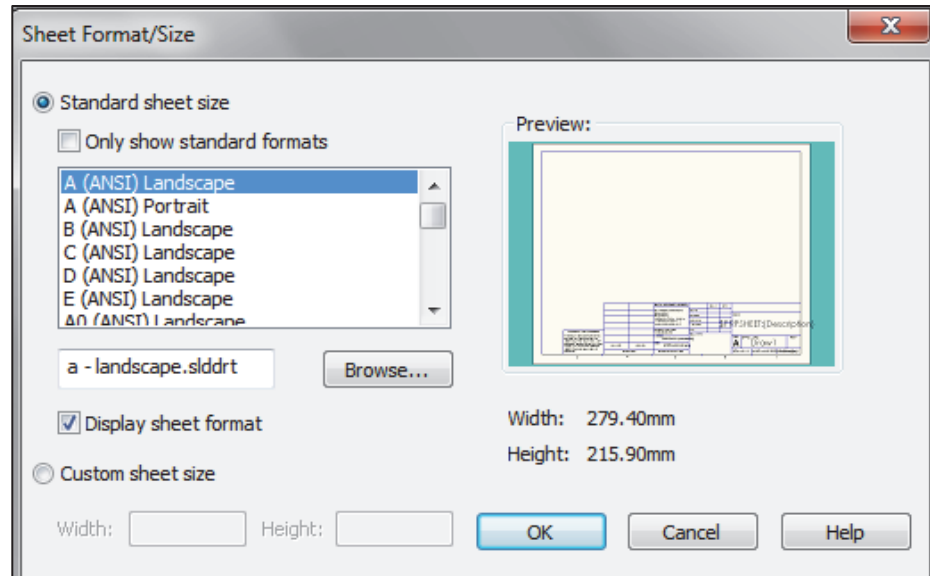 Sheet Format/Size
Standard sheet size
Only show standard formats
A (ANSI) Landscape
A (ANSI) Portrait
B (ANSI) Landscape
C (ANSI) Landscape
D (ANSI) Landscape
E (ANSI) Landscape
A0 (ANSI) Landscape
a - landscape.slddrt
Browse...
Display sheet format
Custom sheet size
Width:
Height:
Preview:
A
Draw1
Width: 279.40mm
Height: 215.90mm
OK
Cancel
Help